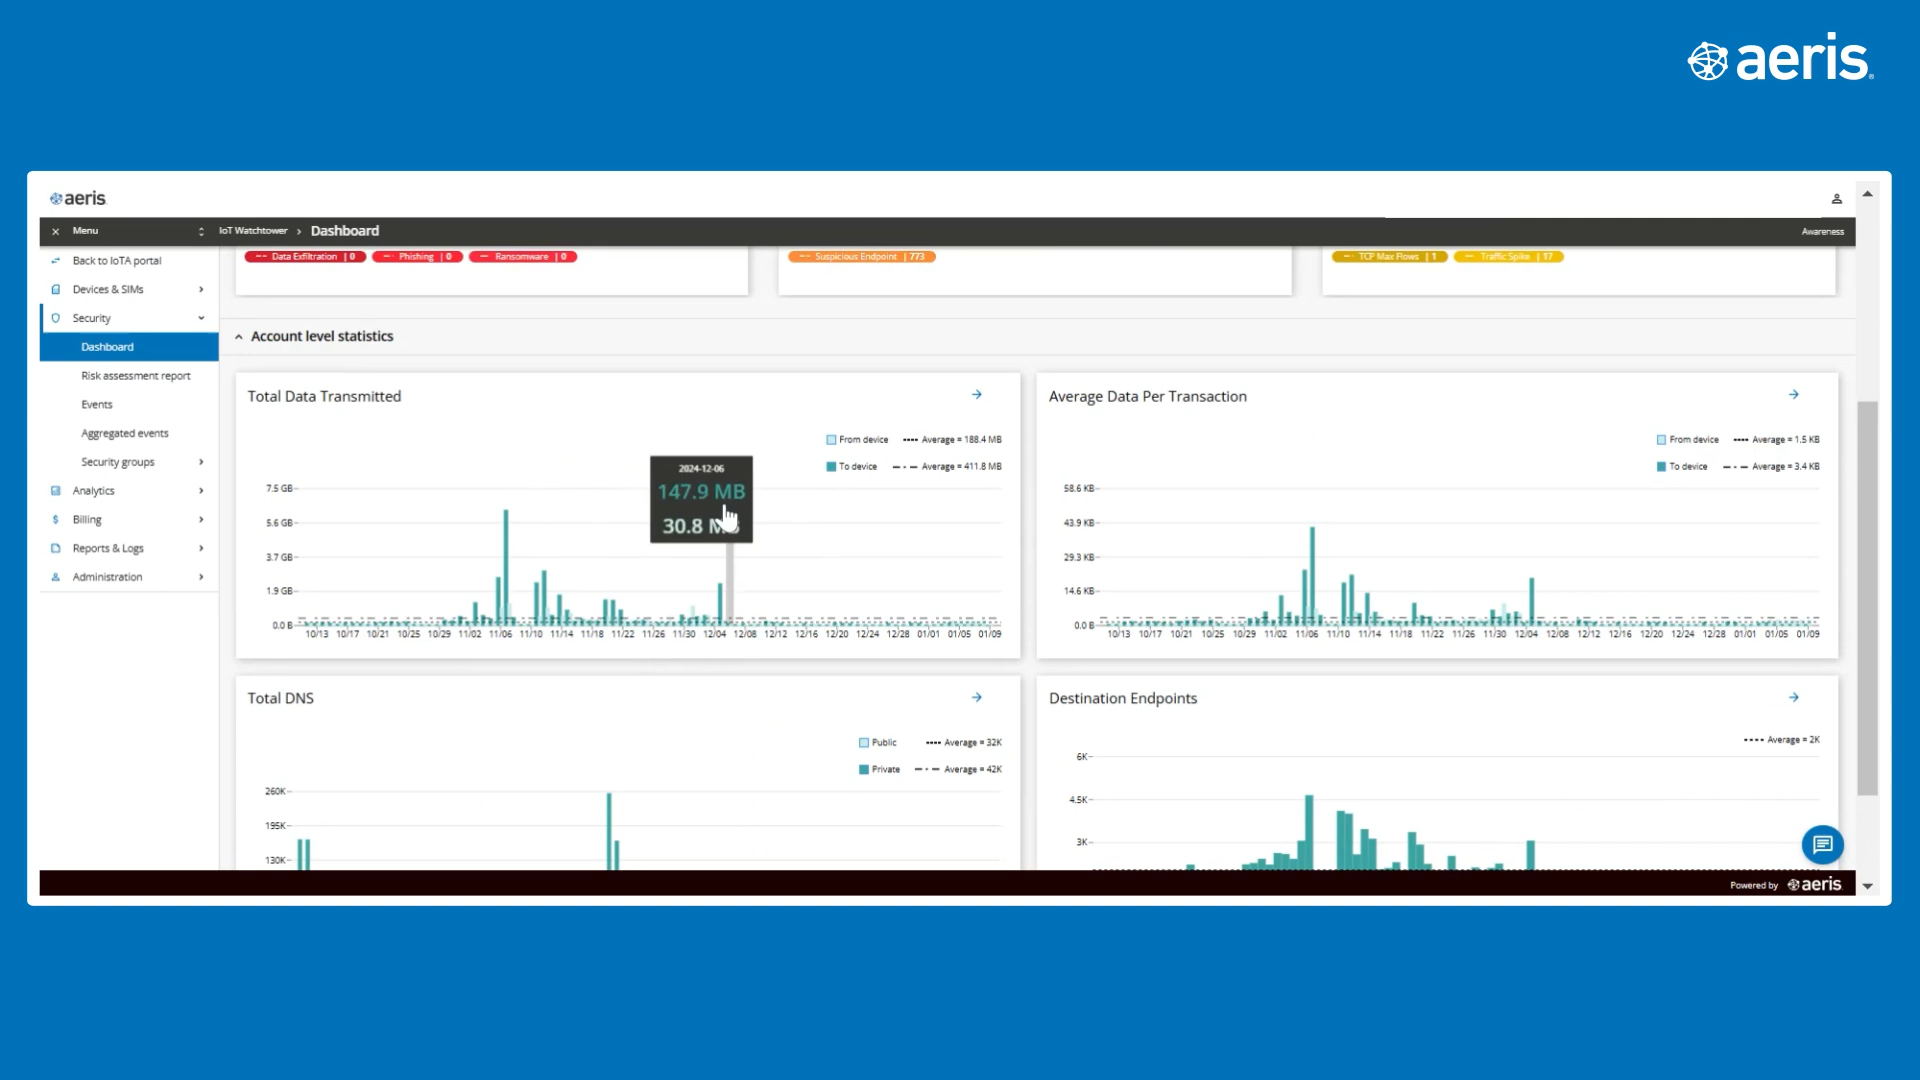 aeris
aeris
Menu
IoT Watchtower > Dashboard
Awareness
Back to IoTA portal
Devices & SIMs
Security
Dashboard
Risk assessment report
Events
Aggregated events
Security groups
Analytics
Billing
Reports & Logs
Administration
Data Exfiltration | 0
Phishing | 0
Ransomware | 0
Suspicious Endpoint | 773
TCP Max Flows | 1
Traffic Spike | 17
Account level statistics
Total Data Transmitted
From device
Average = 188.4 MB
To device
Average = 411.8 MB
2024-12-06
147.9 MB
30.8
7.5 GB
5.6 GB
3.7 GB
1.9 GB
0.0 B
10/13 10/17 10/21 10/25 10/29 11/02 11/06 11/10 11/14 11/18 11/22 11/26 11/30 12/04 12/08 12/12 12/16 12/20 12/24 12/28 01/01 01/05 01/09
Average Data Per Transaction
From device
Average = 1.5 KB
To device
Average = 3.4 KB
58.6 KB
43.9 KB
29.3 KB
14.6 KB
0.0 B
10/13 10/17 10/21 10/25 10/29 11/02 11/06 11/10 11/14 11/18 11/22 11/26 11/30 12/04 12/08 12/12 12/16 12/20 12/24 12/28 01/01 01/05 01/09
Total DNS
Public
Average = 32K
Private
Average = 42K
260K
195K
130K
Destination Endpoints
Average = 2K
6K
4.5K
3K
Powered by aeris